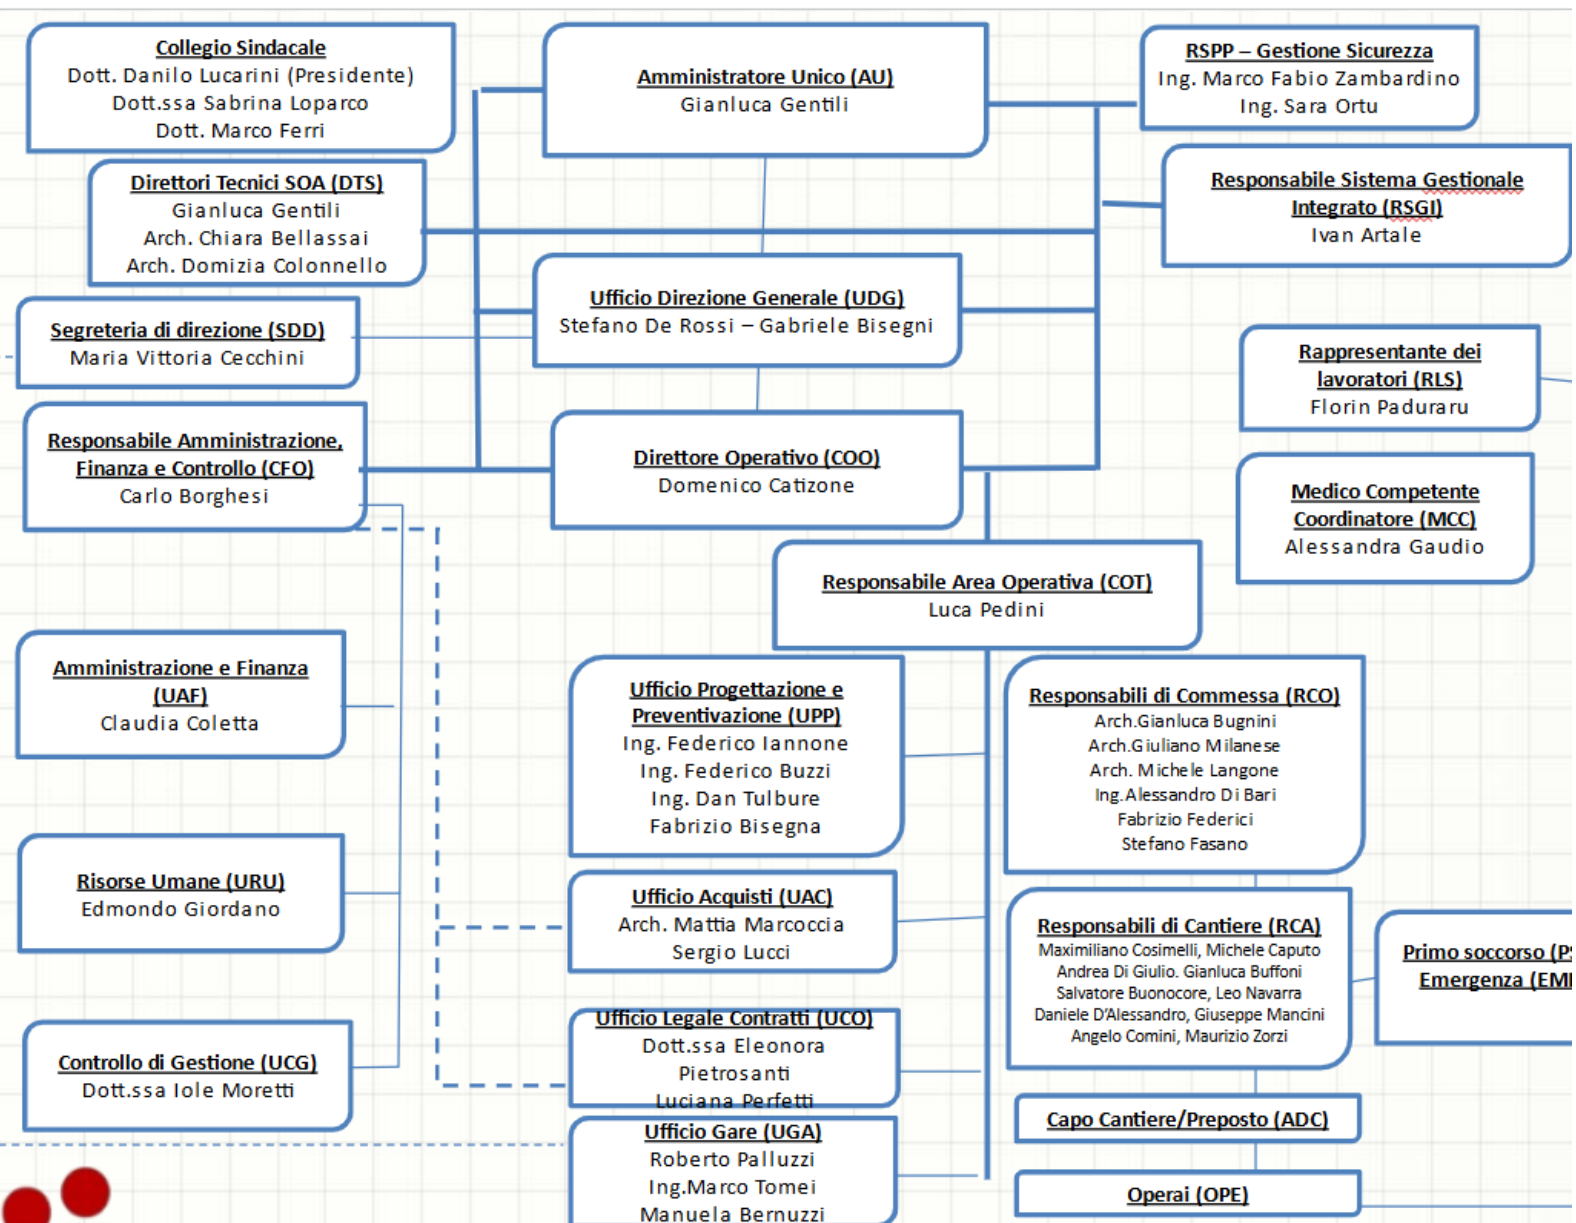 Collegio Sindacale
Dott. Danilo Lucarini (Presidente)
Dott.ssa Sabrina Loparco
Dott. Marco Ferri
Amministratore Unico (AU)
Gianluca Gentili
RSPP – Gestione Sicurezza
Ing. Marco Fabio Zambardino
Ing. Sara Ortu
Direttori Tecnici SOA (DTS)
Gianluca Gentili
Arch. Chiara Bellassai
Arch. Domizia Colonnello
Responsabile Sistema Gestionale
Integrato (RSGI)
Ivan Artale
Ufficio Direzione Generale (UDG)
Stefano De Rossi – Gabriele Bisegni
Segreteria di direzione (SDD)
Maria Vittoria Cecchini
Rappresentante dei
lavoratori (RLS)
Florin Paduraru
Responsabile Amministrazione,
Finanza e Controllo (CFO)
Carlo Borghesi
Direttore Operativo (COO)
Domenico Catizone
Medico Competente
Coordinatore (MCC)
Alessandra Gaudio
Responsabile Area Operativa (COT)
Luca Pedini
Amministrazione e Finanza
(UAF)
Claudia Coletta
Ufficio Progettazione e
Preventivazione (UPP)
Ing. Federico Iannone
Ing. Federico Buzzi
Ing. Dan Tulbure
Fabrizio Bisegna
Responsabili di Commessa (RCO)
Arch.Gianluca Bugnini
Arch.Giuliano Milanese
Arch. Michele Langone
Ing.Alessandro Di Bari
Fabrizio Federici
Stefano Fasano
Risorse Umane (URU)
Edmondo Giordano
Ufficio Acquisti (UAC)
Arch. Mattia Marcoccia
Sergio Lucci
Responsabili di Cantiere (RCA)
Maximiliano Cosimelli, Michele Caputo
Andrea Di Giulio. Gianluca Buffoni
Salvatore Buonocore, Leo Navarra
Daniele D'Alessandro, Giuseppe Mancini
Angelo Comini, Maurizio Zorzi
Primo soccorso
Emergenza
Controllo di Gestione (UCG)
Dott.ssa Iole Moretti
Ufficio Legale Contratti (UCO)
Dott.ssa Eleonora
Pietrosanti
Luciana Perfetti
Capo Cantiere/Preposto (ADC)
Ufficio Gare (UGA)
Roberto Palluzzi
Ing.Marco Tomei
Manuela Bernuzzi
Operai (OPE)